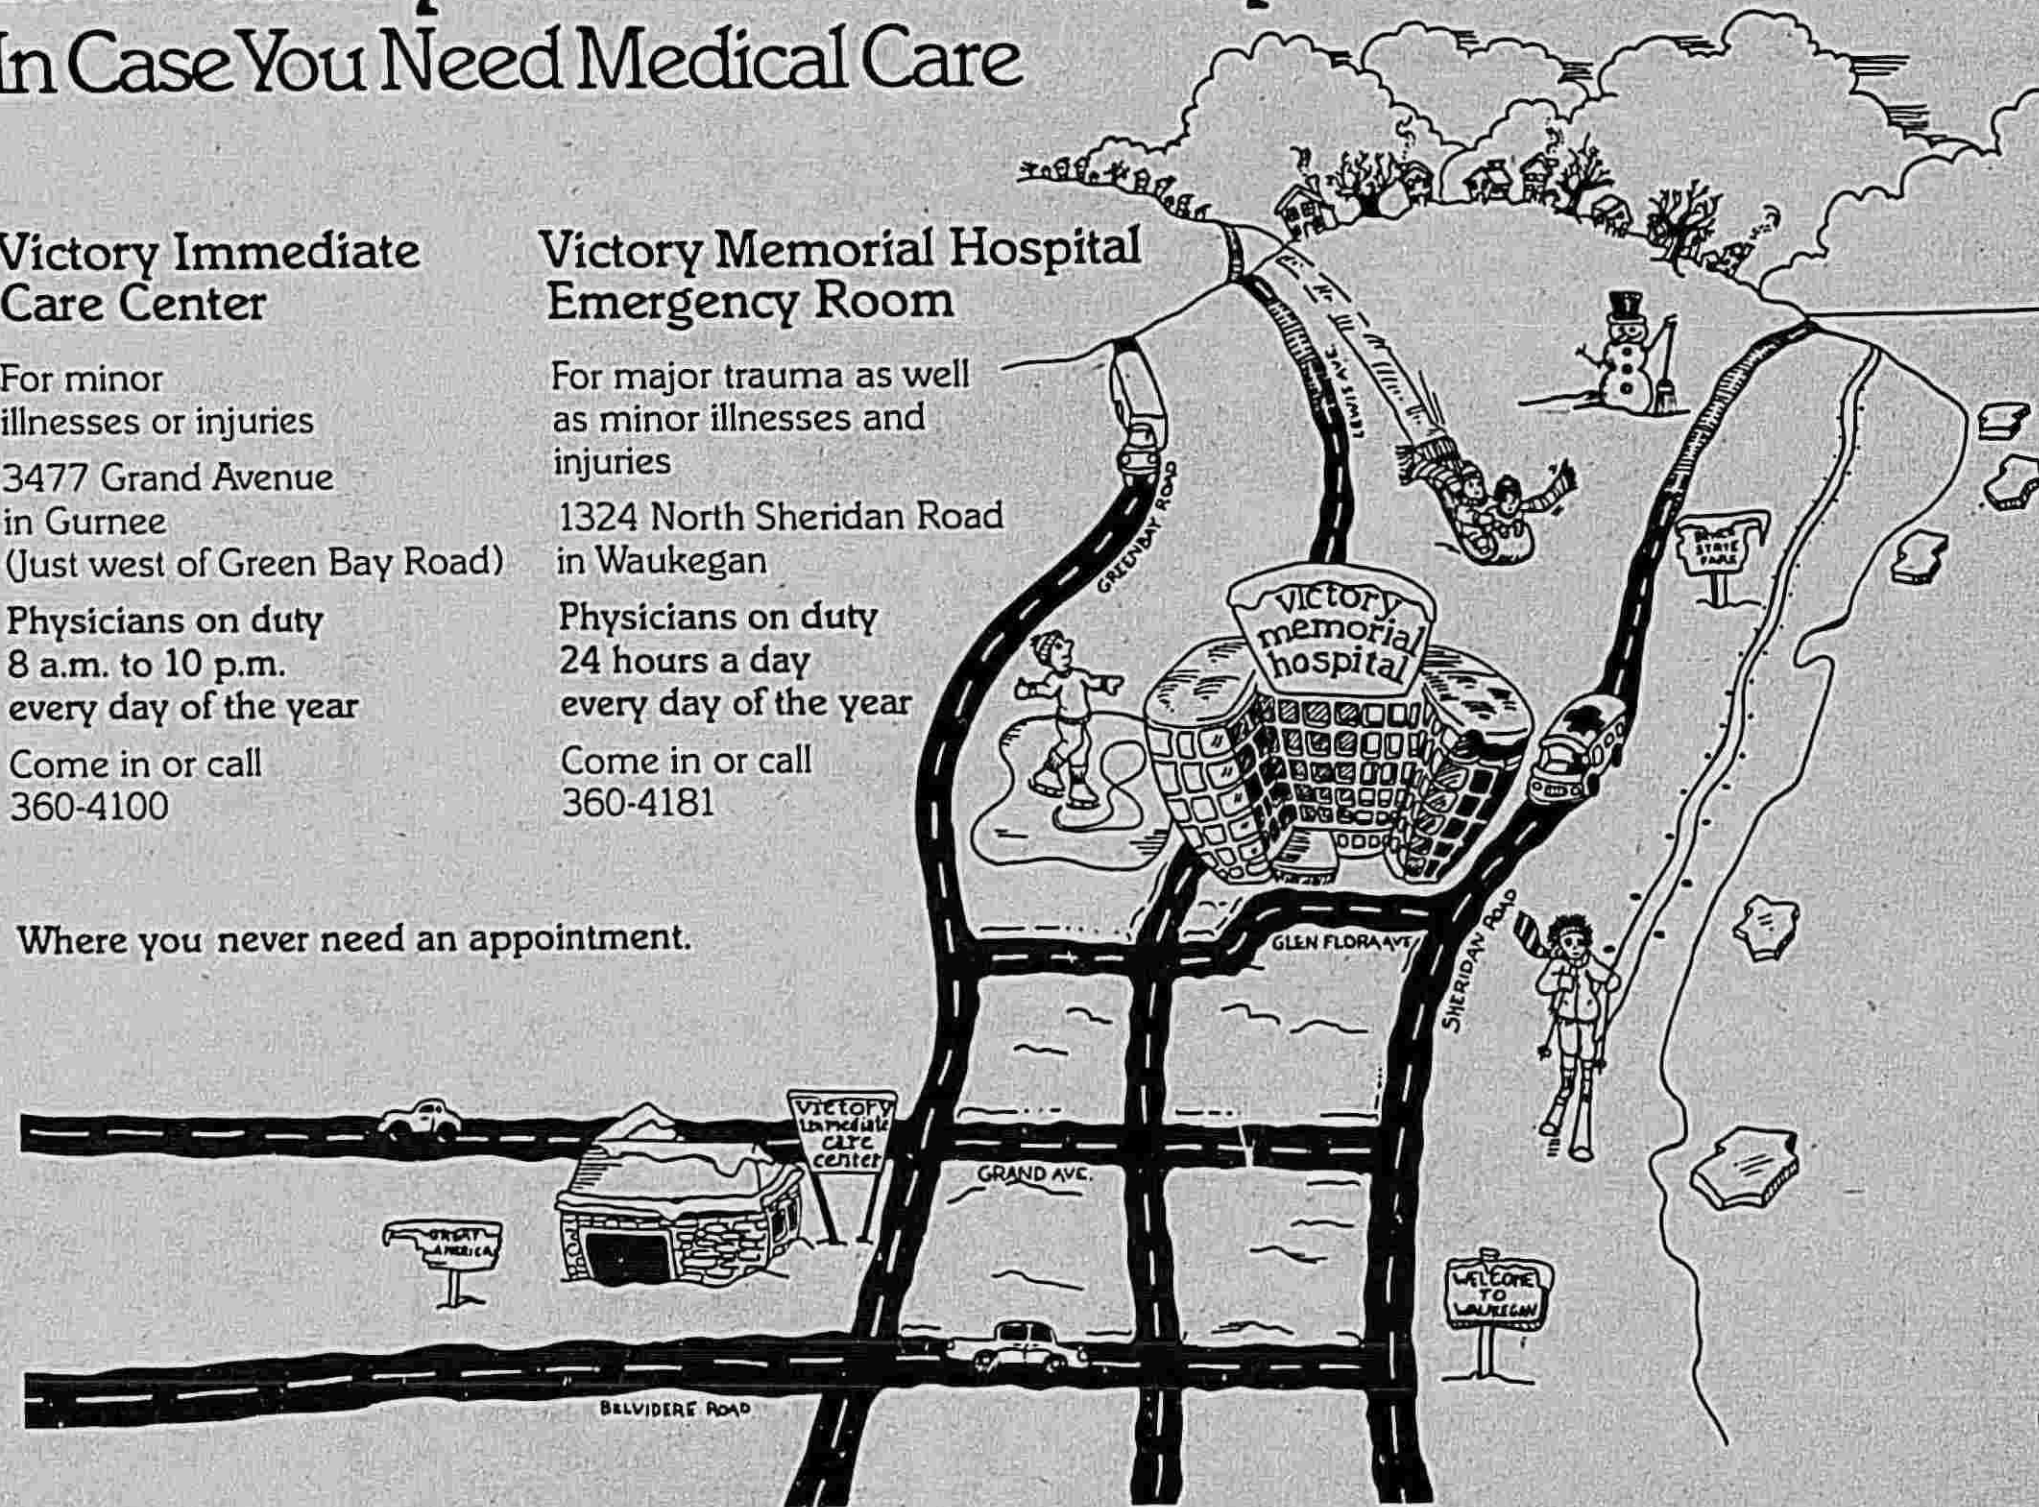 In Case You Need Medical Care
Victory Immediate
Care Center
For minor
illnesses or injuries
3477 Grand Avenue
in Gurnee
(Just west of Green Bay Road)
Physicians on duty
8 a.m. to 10 p.m.
every day of the year
Come in or call
360-4100
Victory Memorial Hospital
Emergency Room
For major trauma as well
as minor illnesses and
injuries
1324 North Sheridan Road
in Waukegan
Physicians on duty
24 hours a day
every day of the year
Come in or call
360-4181
Where you never need an appointment.
GREENBAY ROAD
STATE
PARK
victory
memorial
hospital
GLEN FLORA AVE
SHERIDAN ROAD
victory
immediate
care
center
GRAND AVE.
GREAT
AMERICA
WELCOME
TO
WAUKEGAN
BELVIDERE ROAD